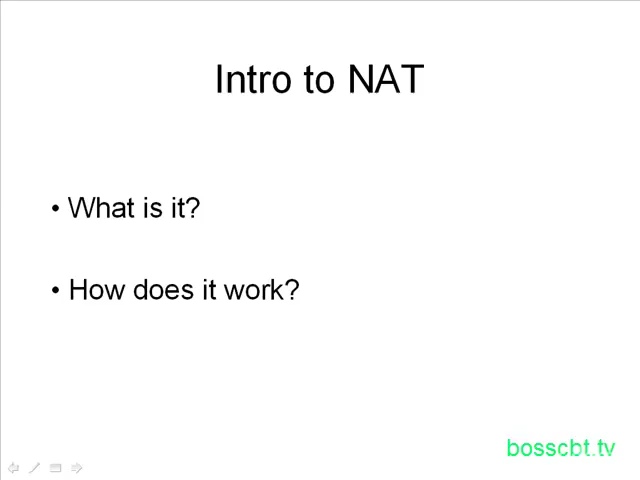 Intro to NAT
• What is it?
• How does it work?
bosscbt.tv